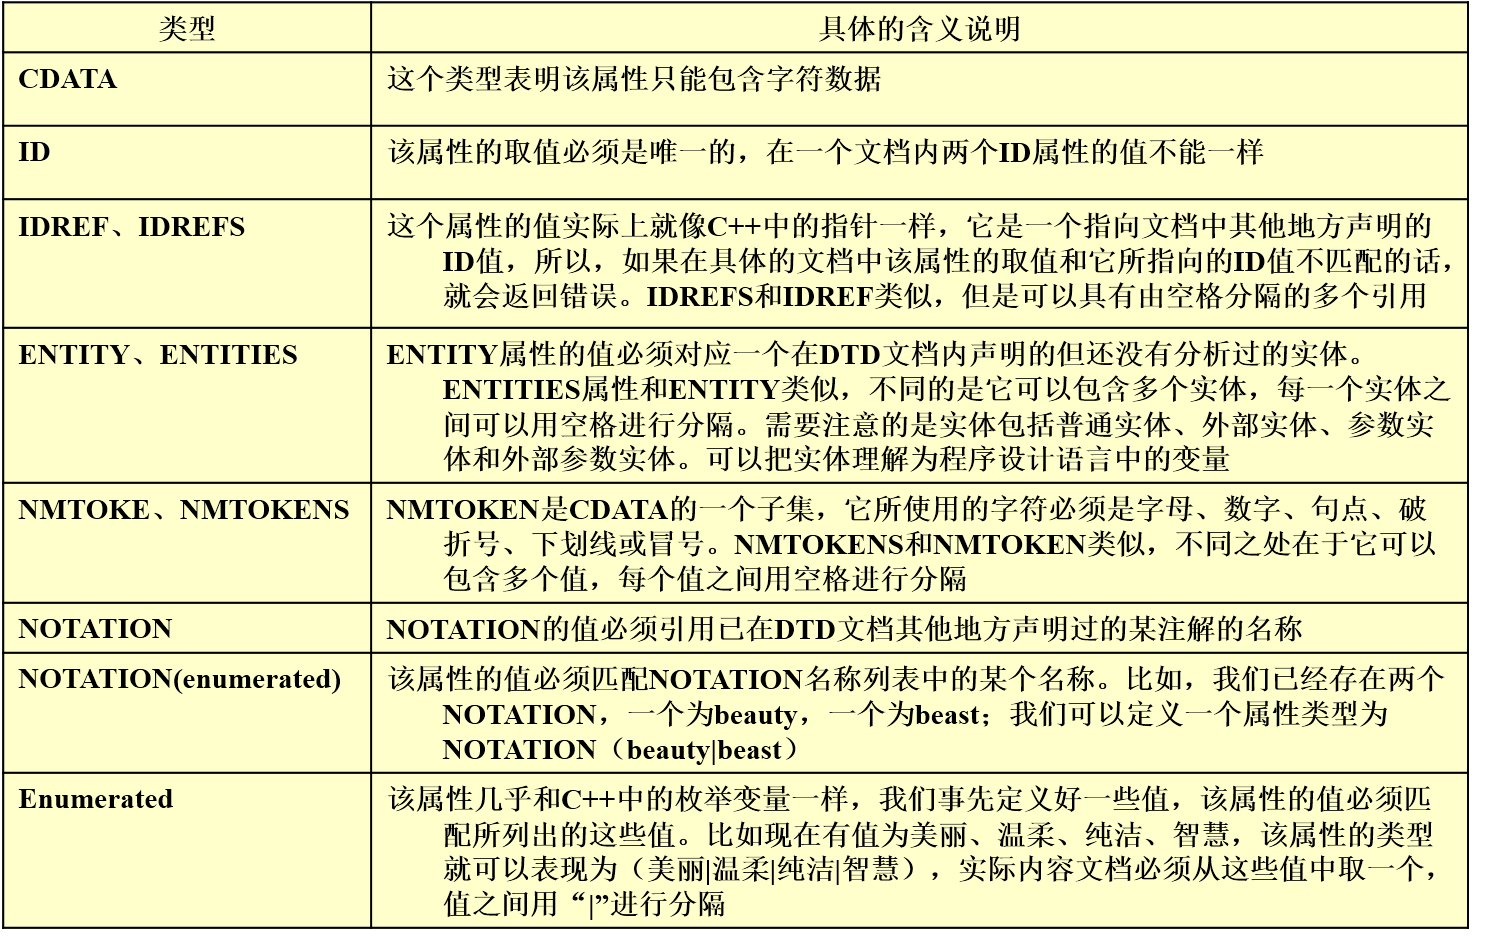 类型 具体的含义说明
CDATA 这个类型表明该属性只能包含字符数据
ID 该属性的取值必须是唯一的，在一个文档内两个ID属性的值不能一样
IDREF、IDREFS 这个属性的值实际上就像C++中的指针一样，它是一个指向文档中其他地方声明的
ID值，所以，如果在具体的文档中该属性的取值和它所指向的ID值不匹配的话，
就会返回错误。IDREFS和IDREF类似，但是可以具有由空格分隔的多个引用
ENTITY、ENTITIES ENTITY属性的值必须对应一个在DTD文档内声明的但还没有分析过的实体。
ENTITIES属性和ENTITY类似，不同的是它可以包含多个实体，每一个实体之
间可以用空格进行分隔。需要注意的是实体包括普通实体、外部实体、参数实
体和外部参数实体。可以把实体理解为程序设计语言中的变量
NMTOKE、NMTOKENS NMTOKEN是CDATA的一个子集，它所使用的字符必须是字母、数字、句点、破
折号、下划线或冒号。NMTOKENS和NMTOKEN类似，不同之处在于它可以
包含多个值，每个值之间用空格进行分隔
NOTATION NOTATION的值必须引用已在DTD文档其他地方声明过的某注解的名称
NOTATION(enumerated) 该属性的值必须匹配NOTATION名称列表中的某个名称。比如，我们已经存在两个
NOTATION，一个为beauty，一个为beast；我们可以定义一个属性类型为
NOTATION（beauty|beast）
Enumerated 该属性几乎和C++中的枚举变量一样，我们事先定义好一些值，该属性的值必须匹
配所列出的这些值。比如现在有值为美丽、温柔、纯洁、智慧，该属性的类型
就可以表现为（美丽|温柔|纯洁|智慧），实际内容文档必须从这些值中取一个，
值之间用“|”进行分隔